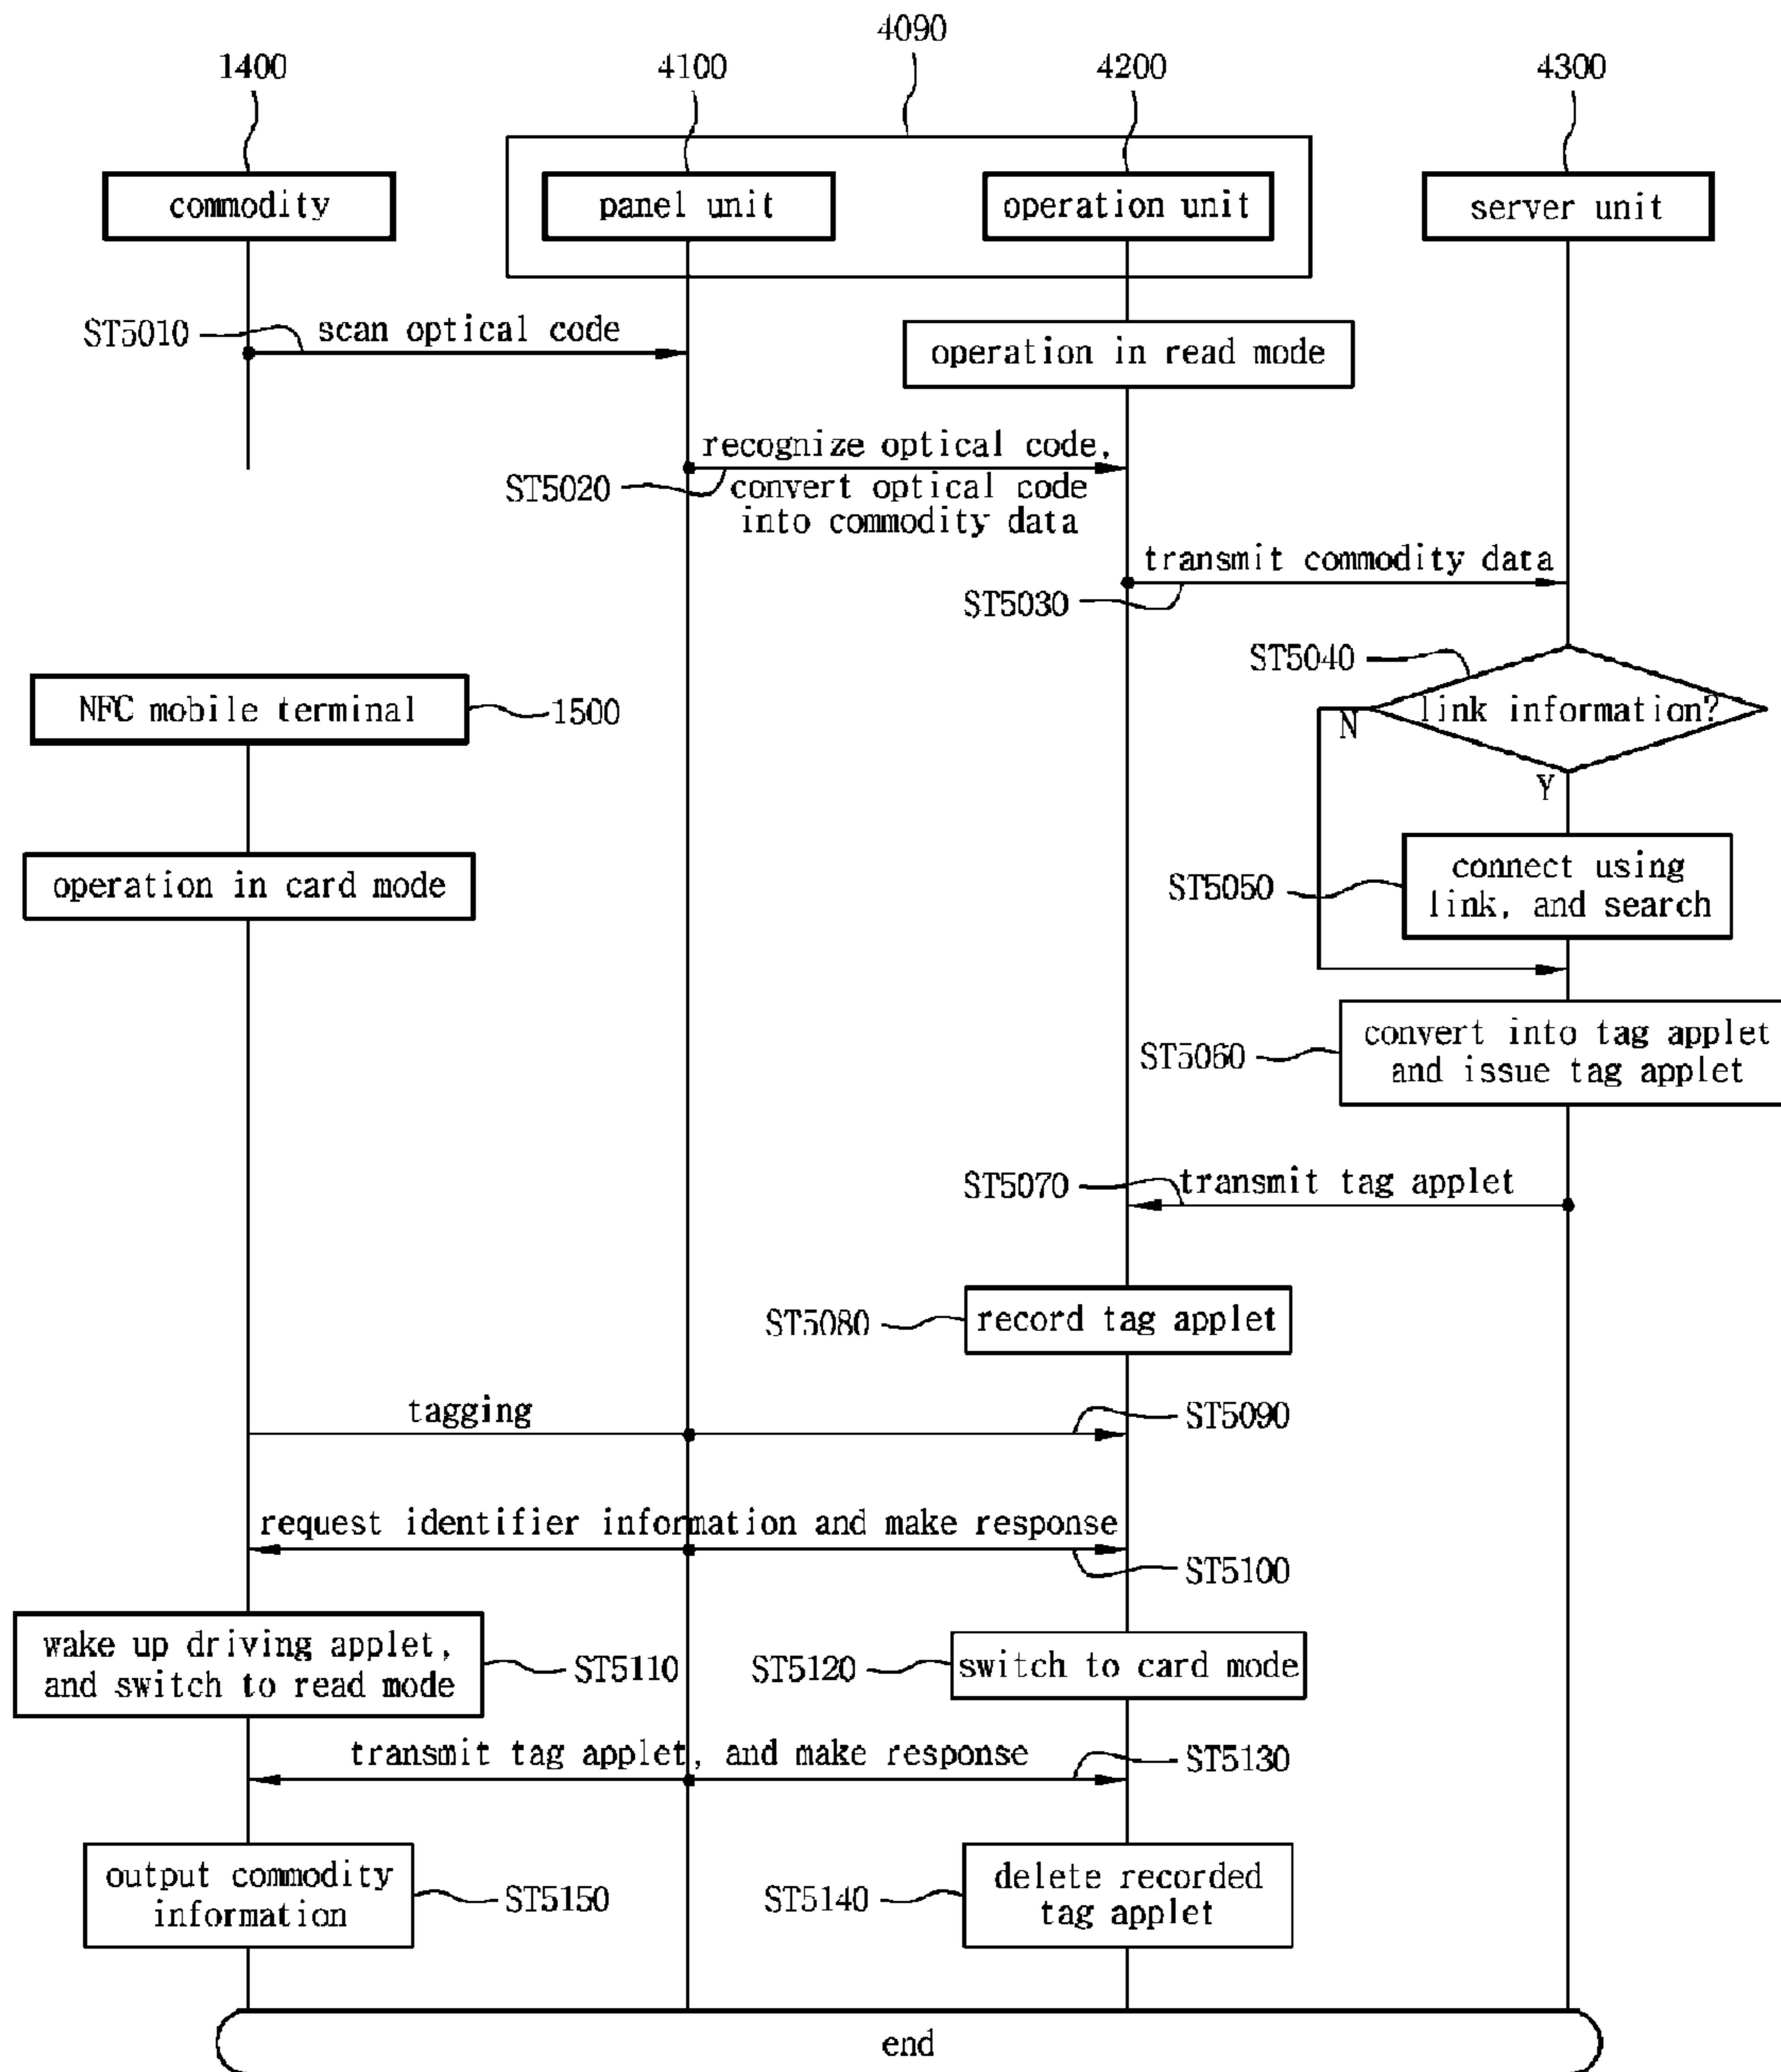 4090
1400
4100
4200
4300
commodity
panel unit
operation unit
server unit
ST5010
scan optical code
operation in read mode
recognize optical code,
ST5020
convert optical code
into commodity data
transmit commodity data
ST5030
ST5040
link information?
N
Y
NFC mobile terminal
1500
operation in card mode
ST5050
connect using
link, and search
ST5060
convert into tag applet
and issue tag applet
ST5070
transmit tag applet
ST5080
record tag applet
tagging
ST5090
request identifier information and make response
ST5100
wake up driving applet,
and switch to read mode
ST5110
ST5120
switch to card mode
transmit tag applet, and make response
ST5130
output commodity
information
ST5150
ST5140
delete recorded
tag applet
end